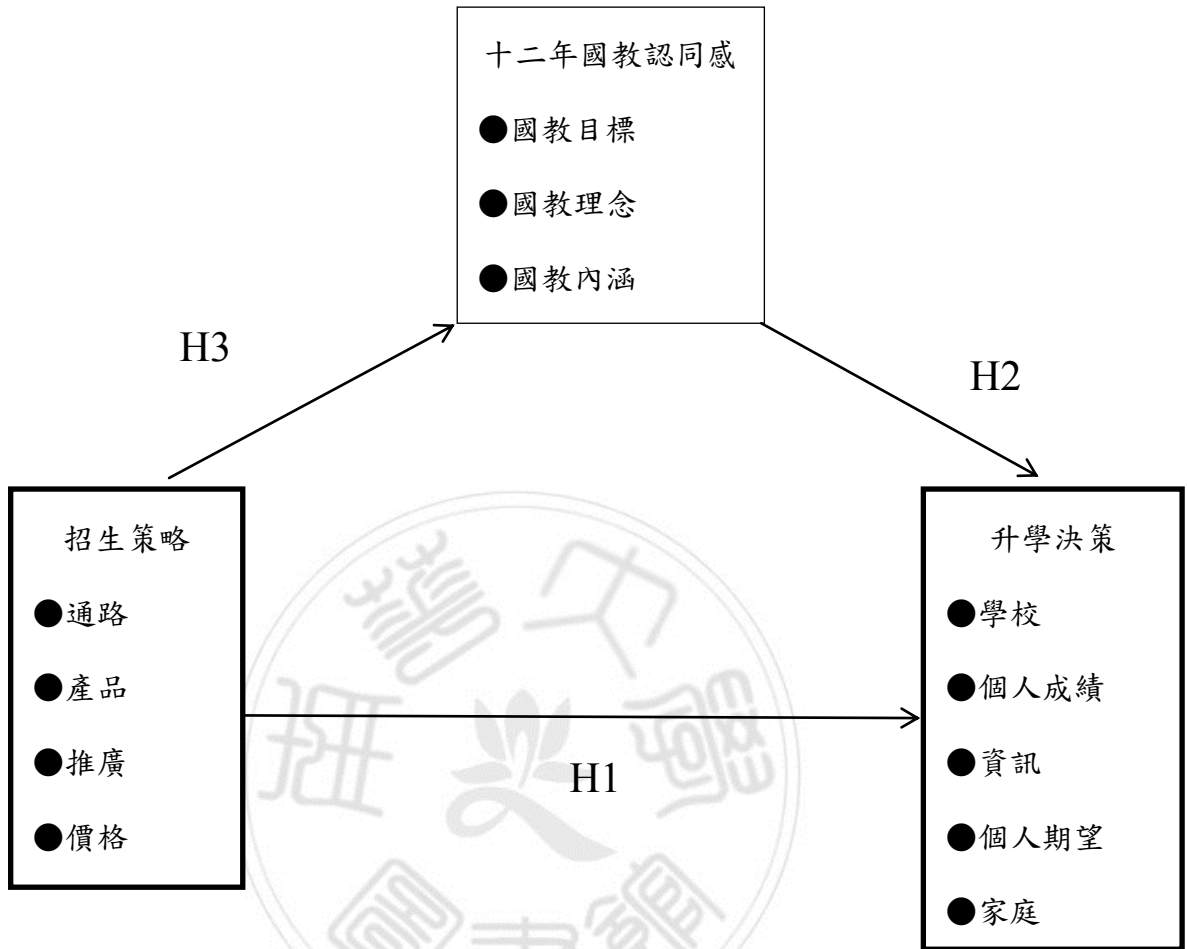 十二年國教認同感
●國教目標
●國教理念
●國教內涵
H3
H2
招生策略
●通路
●產品
●推廣
●價格
H1
升學決策
●學校
●個人成績
●資訊
●個人期望
●家庭